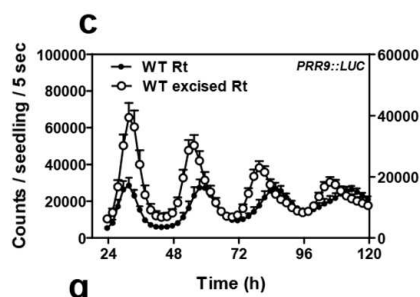 c
WT Rt
WT excised Rt
PRR9::LUC
Counts / seedling / 5 sec
100000
80000
60000
40000
20000
0
60000
40000
20000
0
24 48 72 96 120
Time (h)
g